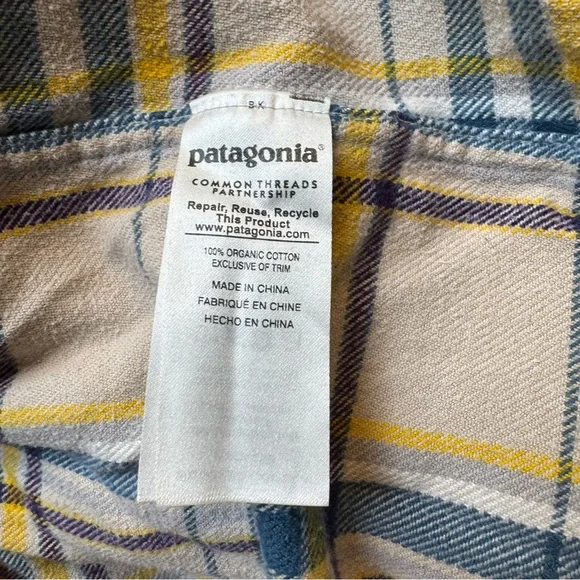 patagonia®
COMMON THREADS
PARTNERSHIP
Repair, Reuse, Recycle
This Product
www.patagonia.com
100% ORGANIC COTTON
EXCLUSIVE OF TRIM
MADE IN CHINA
FABRIQUÉ EN CHINE
HECHO EN CHINA